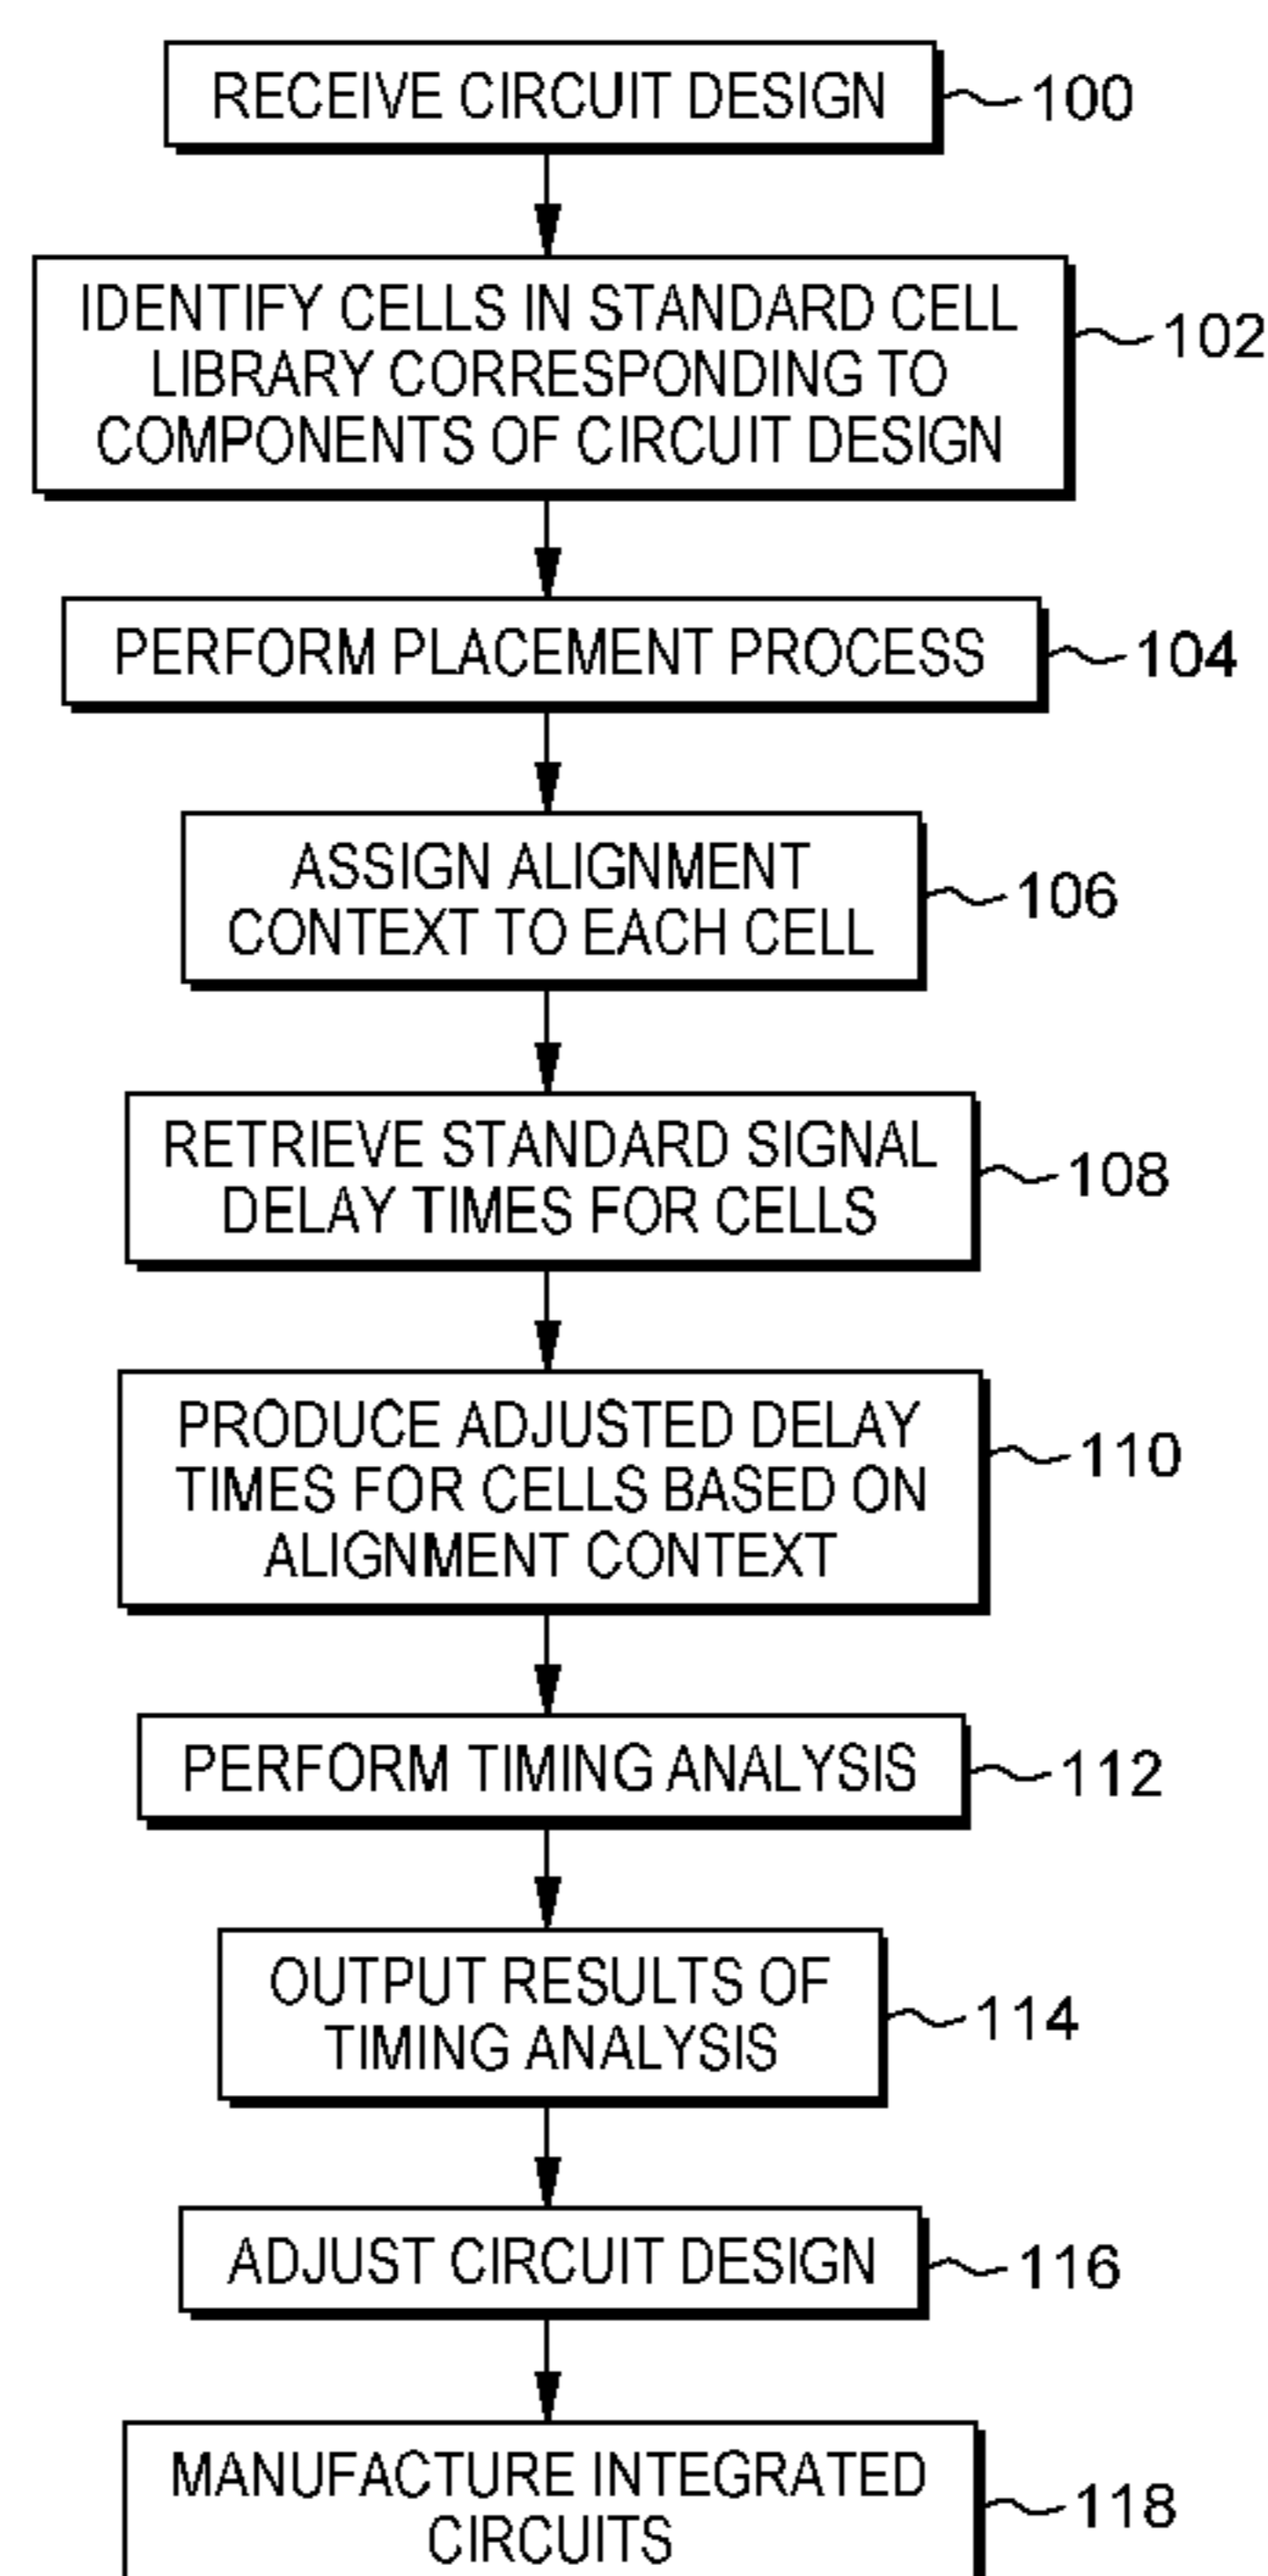 RECEIVE CIRCUIT DESIGN
100
IDENTIFY CELLS IN STANDARD CELL
LIBRARY CORRESPONDING TO
COMPONENTS OF CIRCUIT DESIGN
102
PERFORM PLACEMENT PROCESS
104
ASSIGN ALIGNMENT
CONTEXT TO EACH CELL
106
RETRIEVE STANDARD SIGNAL
DELAY TIMES FOR CELLS
108
PRODUCE ADJUSTED DELAY
TIMES FOR CELLS BASED ON
ALIGNMENT CONTEXT
110
PERFORM TIMING ANALYSIS
112
OUTPUT RESULTS OF
TIMING ANALYSIS
114
ADJUST CIRCUIT DESIGN
116
MANUFACTURE INTEGRATED
CIRCUITS
118